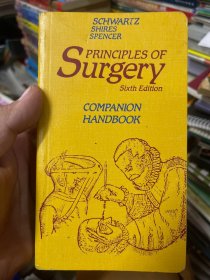 SCHWARTZ
SHIRES
SPENCER
PRINCIPLES OF
Surgery
Sixth Edition
COMPANION
HANDBOOK